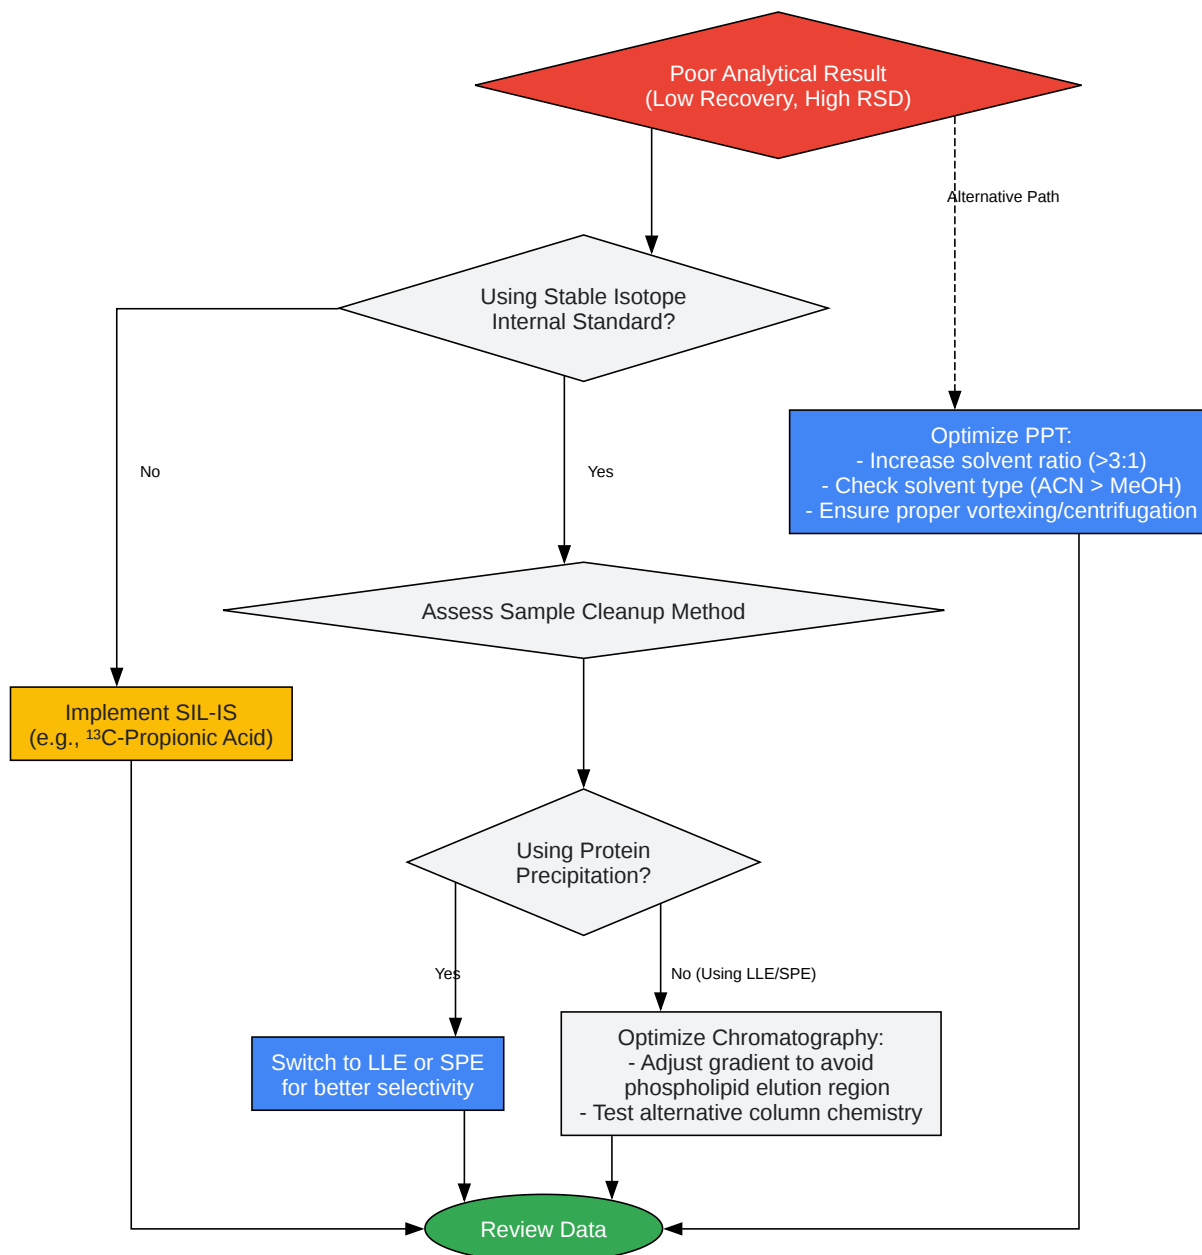 Poor Analytical Result
(Low Recovery, High RSD)
Alternative Path
Using Stable Isotope
Internal Standard?
No
Yes
Optimize PPT:
- Increase solvent ratio (>3:1)
- Check solvent type (ACN > MeOH)
- Ensure proper vortexing/centrifugation
Assess Sample Cleanup Method
Implement SIL-IS
(e.g., ¹³C-Propionic Acid)
Using Protein
Precipitation?
Yes
No (Using LLE/SPE)
Switch to LLE or SPE
for better selectivity
Optimize Chromatography:
- Adjust gradient to avoid
phospholipid elution region
- Test alternative column chemistry
Review Data